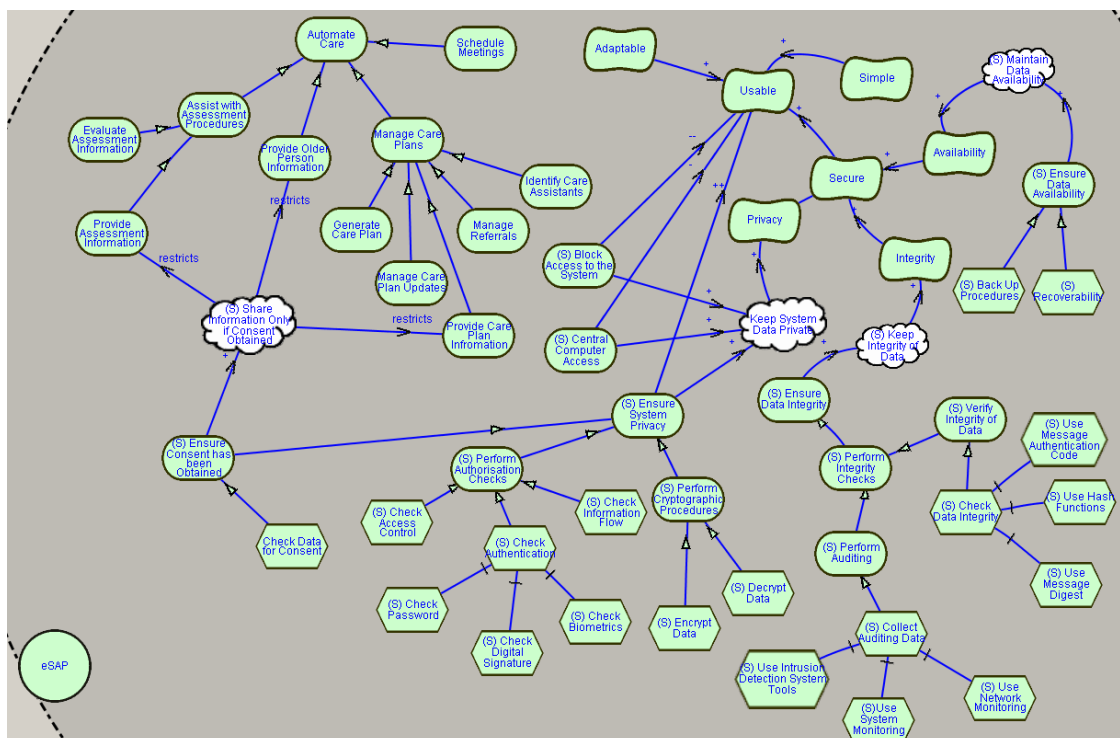 Automate
Care
Schedule
Meetings
Adaptable
+
+
Simple
(S) Maintain
Data
Availability
Usable
Evaluate
Assessment
Information
Assist with
Assessment
Procedures
Provide Older
Person
Information
Manage Care
Plans
Identify Care
Assistants
--
-
++
+
+
+
+
Availability
Secure
(S) Ensure
Data
Availability
restricts
Provide
Assessment
Information
restricts
Generate
Care Plan
Manage
Referrals
Manage Care
Plan Updates
Privacy
+
+
Integrity
(S) Block
Access to the
System
(S) Back Up
Procedures
(S)
Recoverability
(S) Share
Information Only
if Consent
Obtained
restricts
Provide Care
Plan Infromation
+
+
+
Keep System
Data Private
+
(S) Central
Computer
Access
(S) Keep
Integrity of
Data
+
+
(S) Ensure
Data Integrity
(S) Ensure
System
Privacy
(S) Verify
Integrity of
Data
(S) Use
Message
Authentication
Code
(S) Ensure
Consent has
been
Obtained
(S) Perform
Authorisation
Checks
(S) Perform
Integrity
Checks
(S) Perform
Cryptographic
Procedures
(S) Check
Information
Flow
(S) Check
Access
Control
(S) Check
Data Integrity
(S) Use Hash
Functions
Check Data
for Consent
(S) Check
Authentication
(S) Perform
Auditing
(S) Use
Message
Digest
(S) Decrypt
Data
(S) Check
Password
(S) Check
Biometrics
(S) Encrypt
Data
(S) Check
Digital
Signature
(S) Collect
Auditing Data
eSAP
(S) Use Intrusion
Detection System
Tools
(S) Use
Network
Monitoring
(S)Use
System
Monitoring